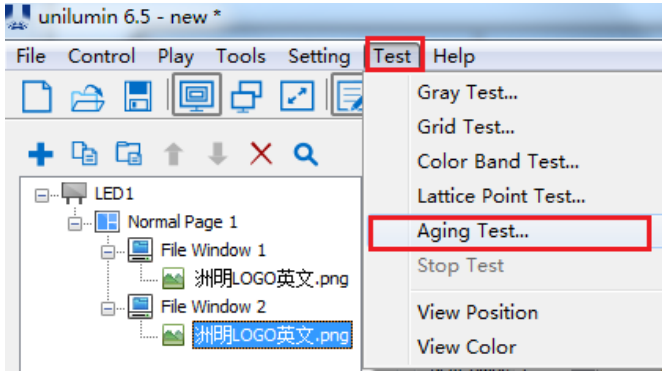 unilumin 6.5 - new *
File Control Play Tools Setting Test Help
Gray Test...
Grid Test...
Color Band Test...
Lattice Point Test...
Aging Test...
Stop Test
View Position
View Color
LED1
Normal Page 1
File Window 1
洲明LOGO英文.png
File Window 2
洲明LOGO英文.png